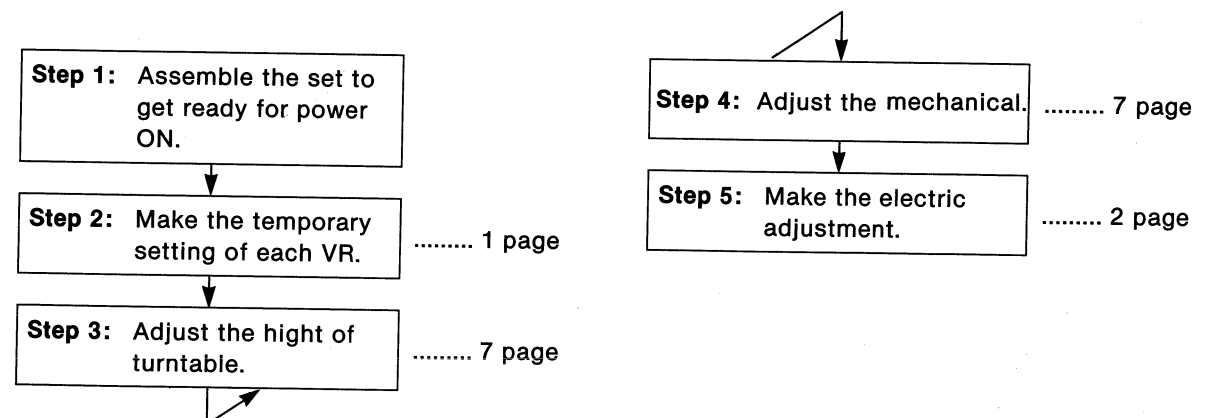 Step 1: Assemble the set to
get ready for power
ON.
Step 2: Make the temporary
setting of each VR.
......... 1 page
Step 3: Adjust the hight of
turntable.
......... 7 page
Step 4: Adjust the mechanical.
......... 7 page
Step 5: Make the electric
adjustment.
......... 2 page